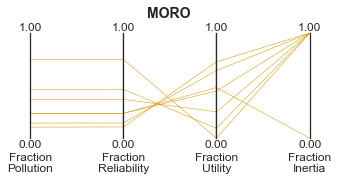 MORO
1.00 1.00 1.00 1.00
0.00 0.00 0.00 0.00
Fraction Fraction Fraction Fraction
Pollution Reliability Utility Inertia